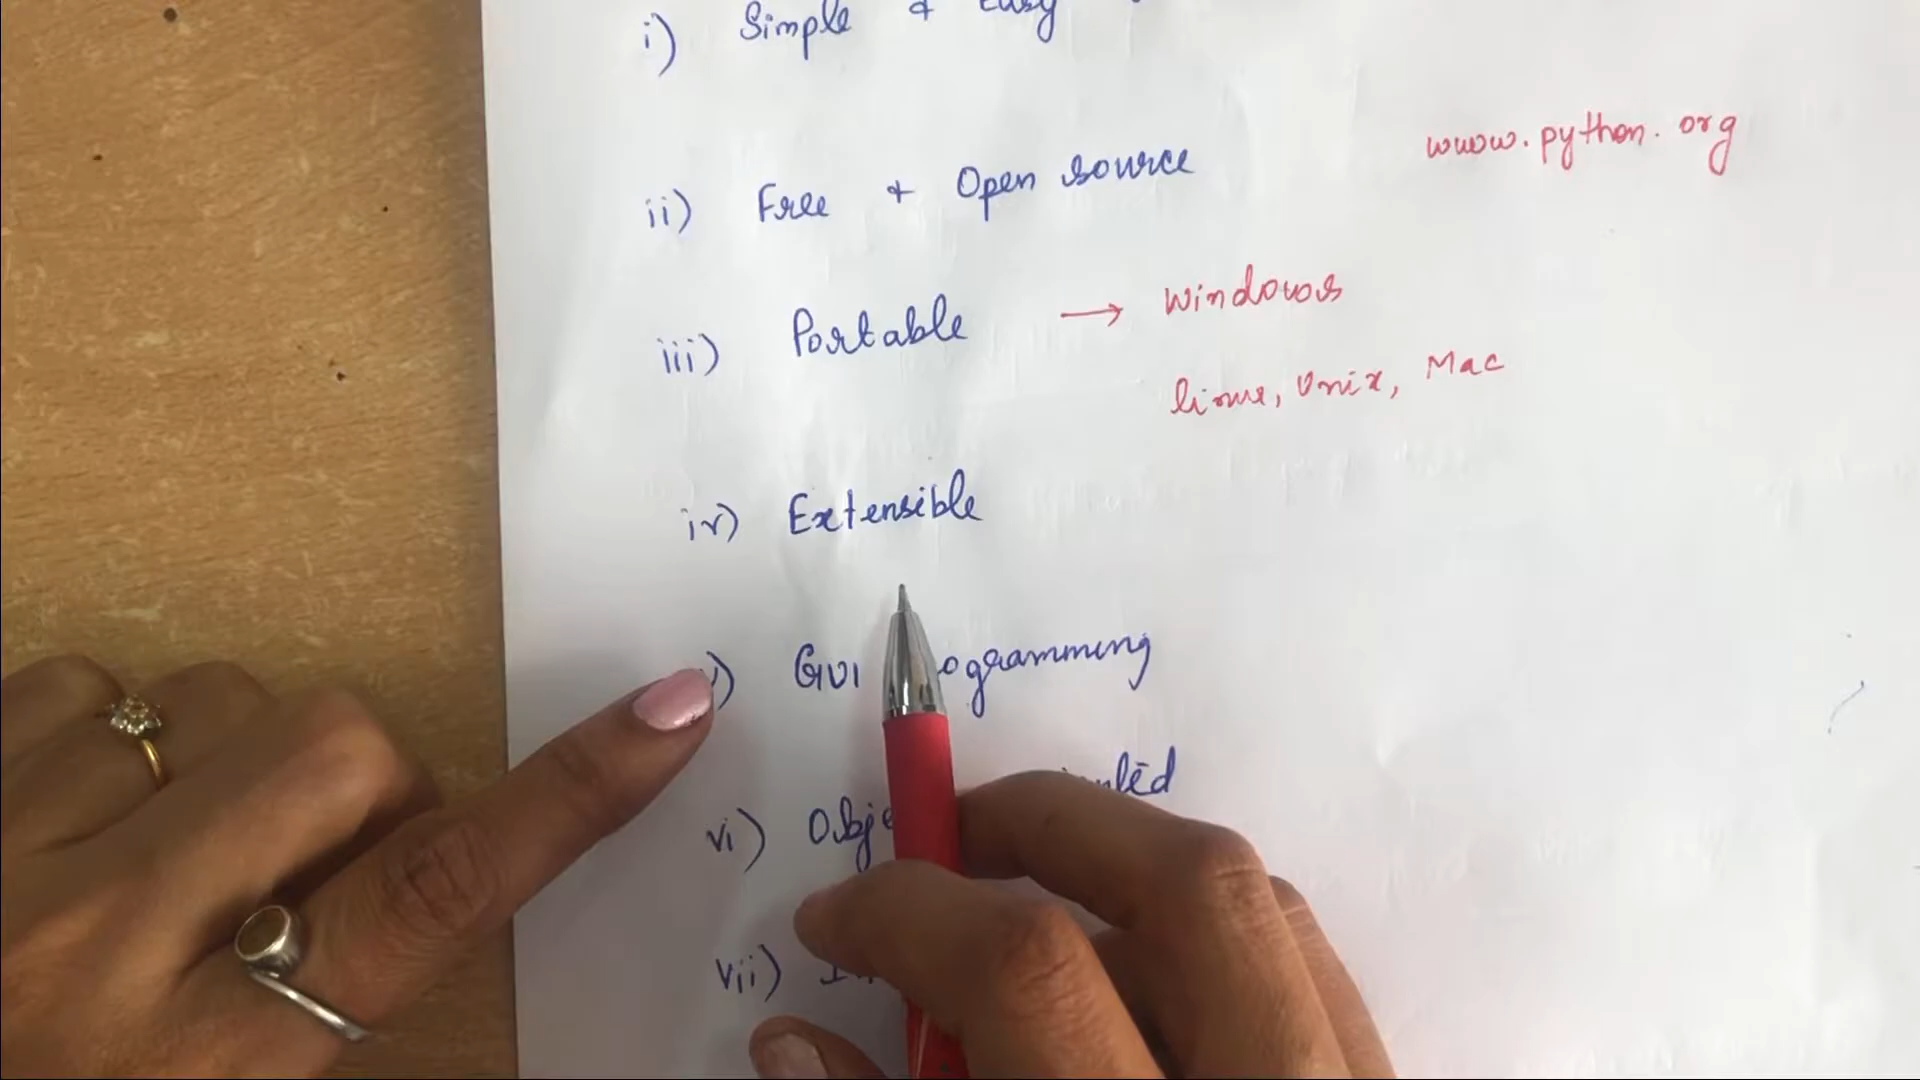 i) Simple + Easy
ii) Free + Open source www.python.org
iii) Portable → Windows
linux, Unix, Mac
iv) Extensible
v) GUI
vi)
vii)